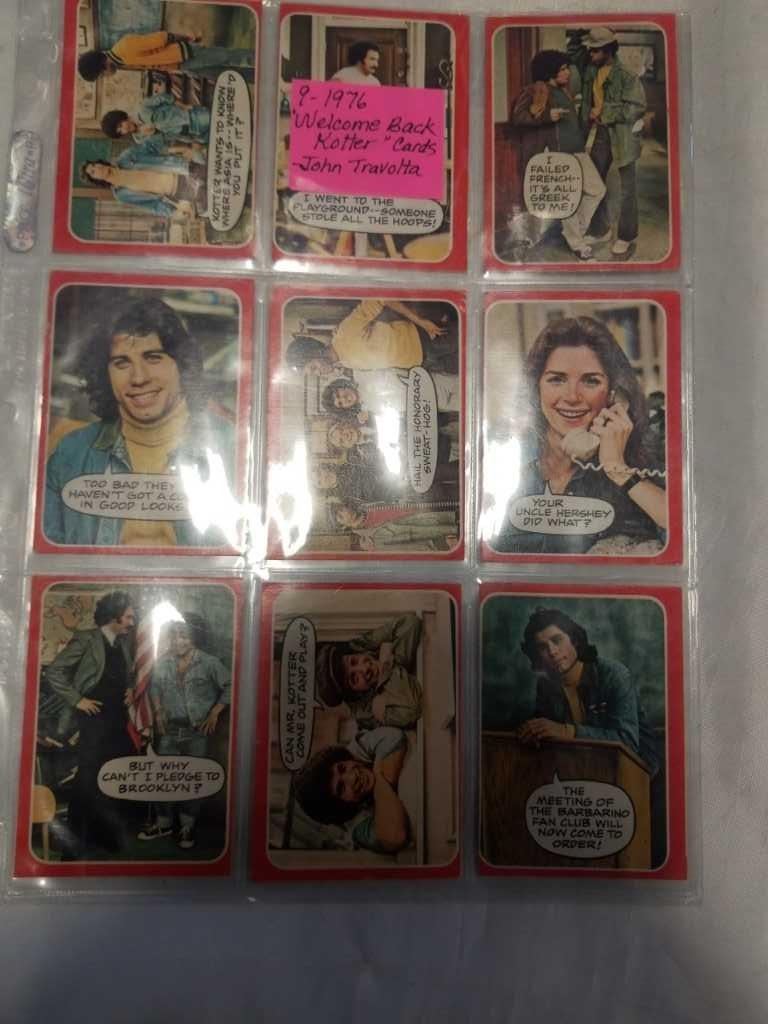 KOTTER WANTS TO KNOW
WHERE ASIA IS--WHERE'D
YOU PUT IT?
9-1976
"Welcome Back
Kotter" Cards
-John Travolta
I WENT TO THE
PLAYGROUND--SOMEONE
STOLE ALL THE HOOPS!
I
FAILED
FRENCH--
IT'S ALL
GREEK
TO ME!
TOO BAD THEY
HAVEN'T GOT A
IN GOOD LOOKS
HAIL THE HONORARY
SWEAT-HOG!
YOUR
UNCLE HERSHEY
DID WHAT?
BUT WHY
CAN'T I PLEDGE TO
BROOKLYN?
CAN MR. KOTTER
COME OUT AND PLAY?
THE
MEETING OF
THE BARBARINO
FAN CLUB WILL
NOW COME TO
ORDER!